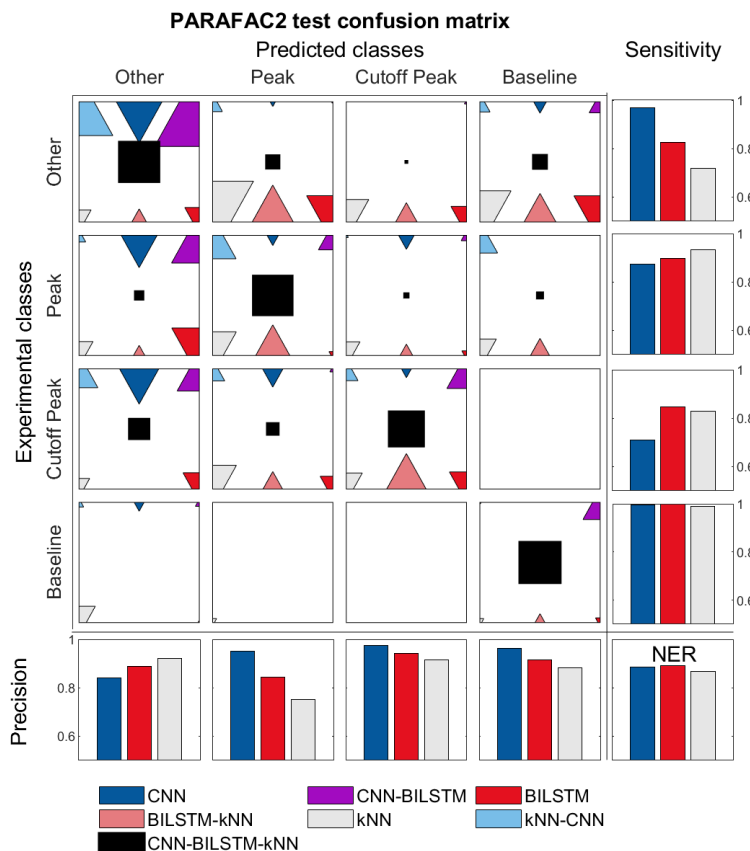 PARAFAC2 test confusion matrix
Predicted classes
Sensitivity
Other Peak Cutoff Peak Baseline
Experimental classes
Other
Peak
Cutoff Peak
Baseline
1
0.8
0.6
1
0.8
0.6
1
0.8
0.6
1
0.8
0.6
Precision
1
0.8
0.6
NER
1
0.8
0.6
CNN CNN-BILSTM BILSTM
BILSTM-kNN kNN kNN-CNN
CNN-BILSTM-kNN